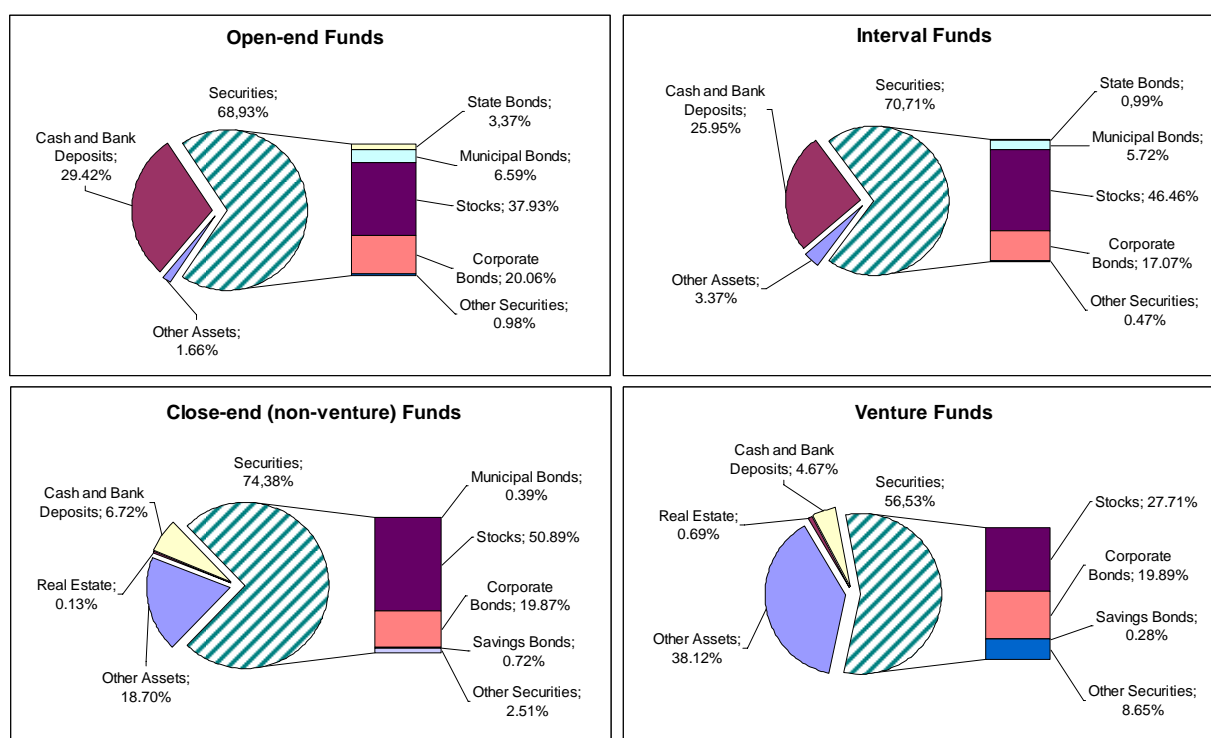 Open-end Funds
Securities;
68,93%
Cash and Bank
Deposits;
29.42%
Other Assets;
1.66%
State Bonds;
3,37%
Municipal Bonds;
6.59%
Stocks; 37.93%
Corporate
Bonds; 20.06%
Other Securities;
0.98%
Interval Funds
Securities;
70,71%
Cash and Bank
Deposits;
25.95%
Other Assets;
3.37%
State Bonds;
0,99%
Municipal Bonds;
5.72%
Stocks; 46.46%
Corporate
Bonds; 17.07%
Other Securities;
0.47%
Close-end (non-venture) Funds
Securities;
74,38%
Cash and Bank
Deposits; 6.72%
Real Estate;
0.13%
Other Assets;
18.70%
Municipal Bonds;
0.39%
Stocks; 50.89%
Corporate
Bonds; 19.87%
Savings Bonds;
0.72%
Other Securities;
2.51%
Venture Funds
Cash and Bank
Deposits; 4.67%
Securities;
56,53%
Real Estate;
0.69%
Other Assets;
38.12%
Stocks; 27.71%
Corporate
Bonds; 19.89%
Savings Bonds;
0.28%
Other Securities;
8.65%